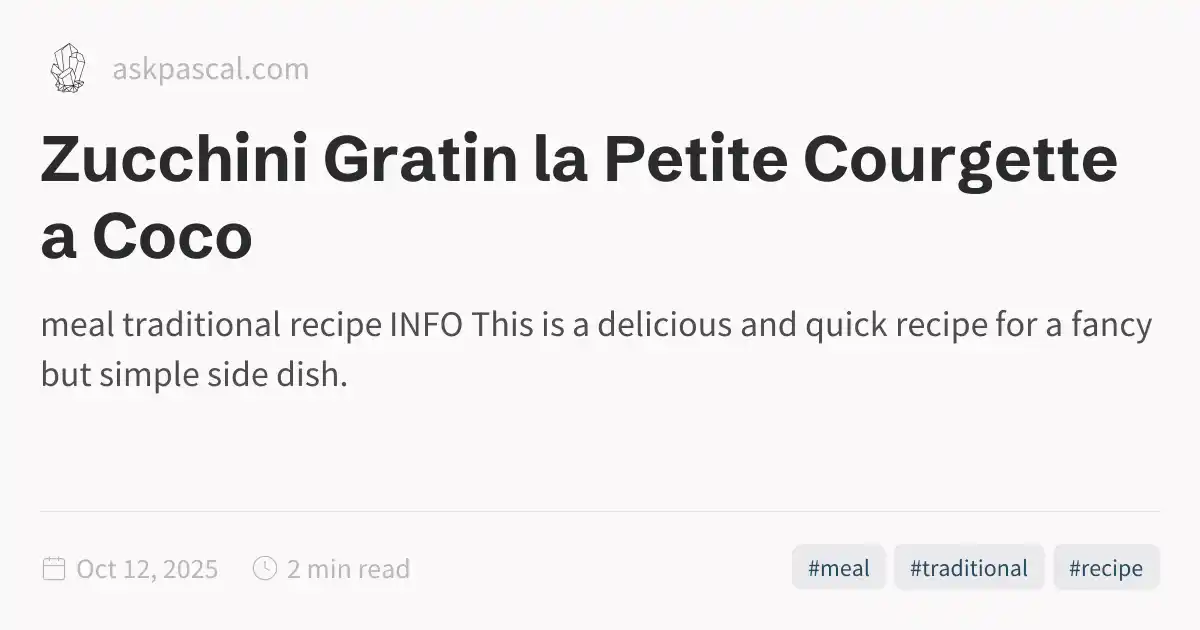 askpascal.com
Zucchini Gratin la Petite Courgette
a Coco
meal traditional recipe INFO This is a delicious and quick recipe for a fancy
but simple side dish.
Oct 12, 2025
2 min read
#meal
#traditional
#recipe